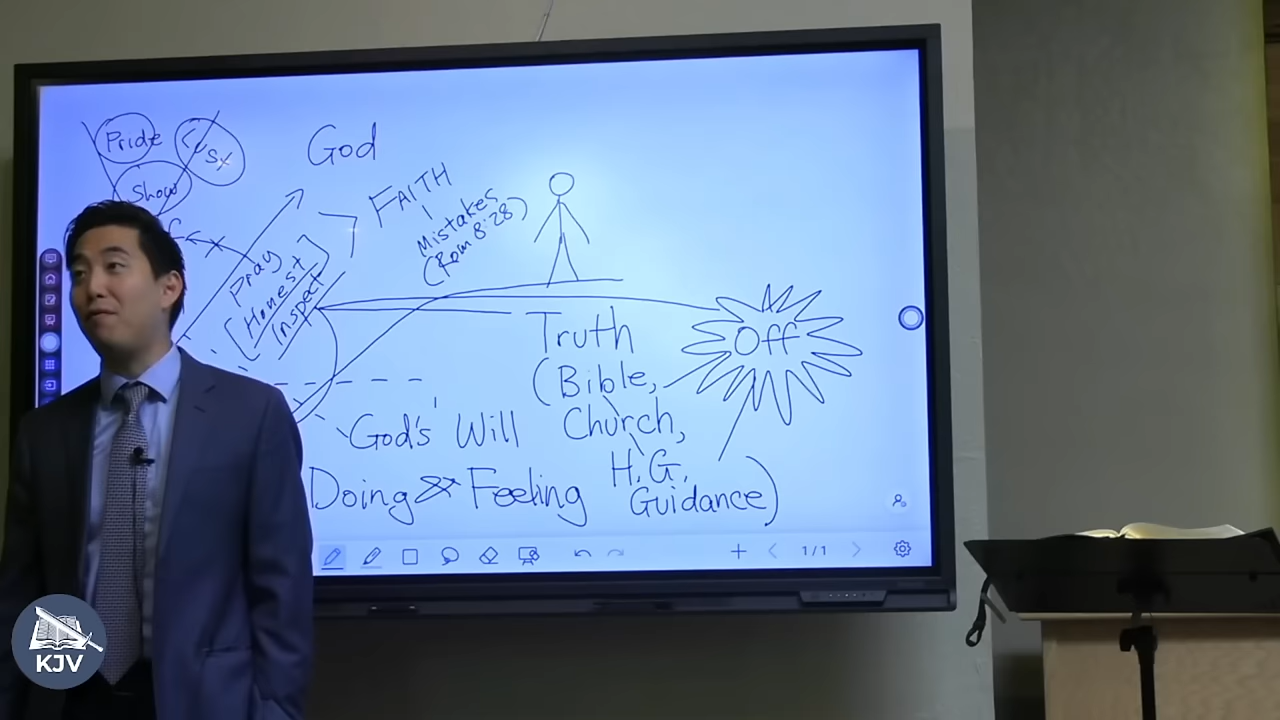 Pride
Show
God
FAITH
Mistakes
(Rom 8:28)
Pray
[Honest]
Inspect
Truth
(Bible,
Church,
H.G.
Guidance)
Off
God's Will
Doing & Feeling
1/1
KJV